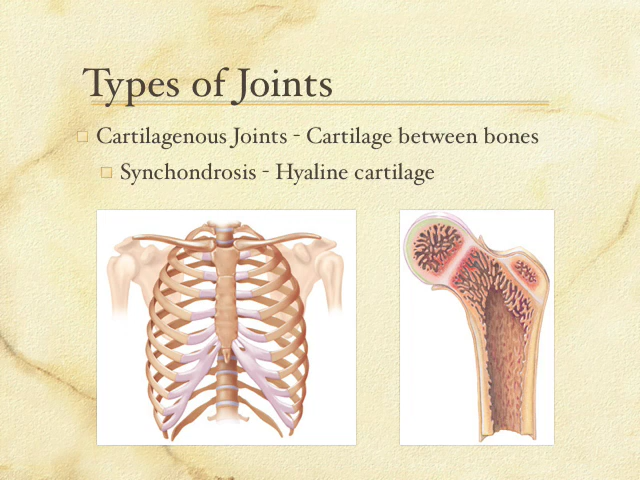 Types of Joints
Cartilagenous Joints - Cartilage between bones
Synchondrosis - Hyaline cartilage